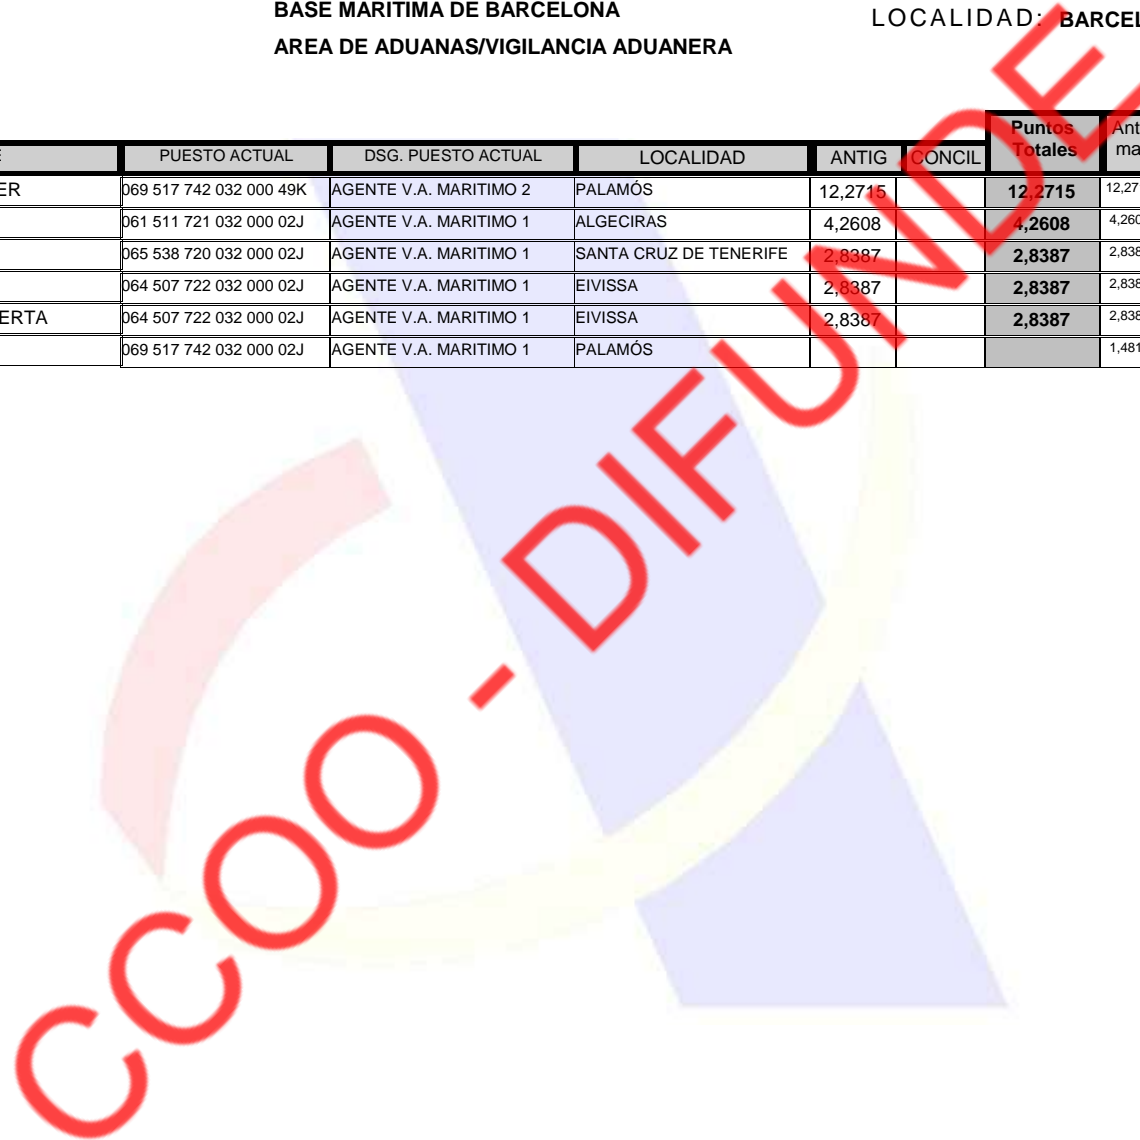 BASE MARITIMA DE BARCELONA
LOCALIDAD: BARCEL
AREA DE ADUANAS/VIGILANCIA ADUANERA
E PUESTO ACTUAL DSG. PUESTO ACTUAL LOCALIDAD ANTIG CONCIL Puntos Totales Ant ma
ER 069 517 742 032 000 49K AGENTE V.A. MARITIMO 2 PALAMÓS 12,2715 12,2715 12,27
061 511 721 032 000 02J AGENTE V.A. MARITIMO 1 ALGECIRAS 4,2608 4,2608 4,260
065 538 720 032 000 02J AGENTE V.A. MARITIMO 1 SANTA CRUZ DE TENERIFE 2,8387 2,8387 2,838
064 507 722 032 000 02J AGENTE V.A. MARITIMO 1 EIVISSA 2,8387 2,8387 2,838
ERTA 064 507 722 032 000 02J AGENTE V.A. MARITIMO 1 EIVISSA 2,8387 2,8387 2,838
069 517 742 032 000 02J AGENTE V.A. MARITIMO 1 PALAMÓS 1,481
CCOO - DIFUNDE